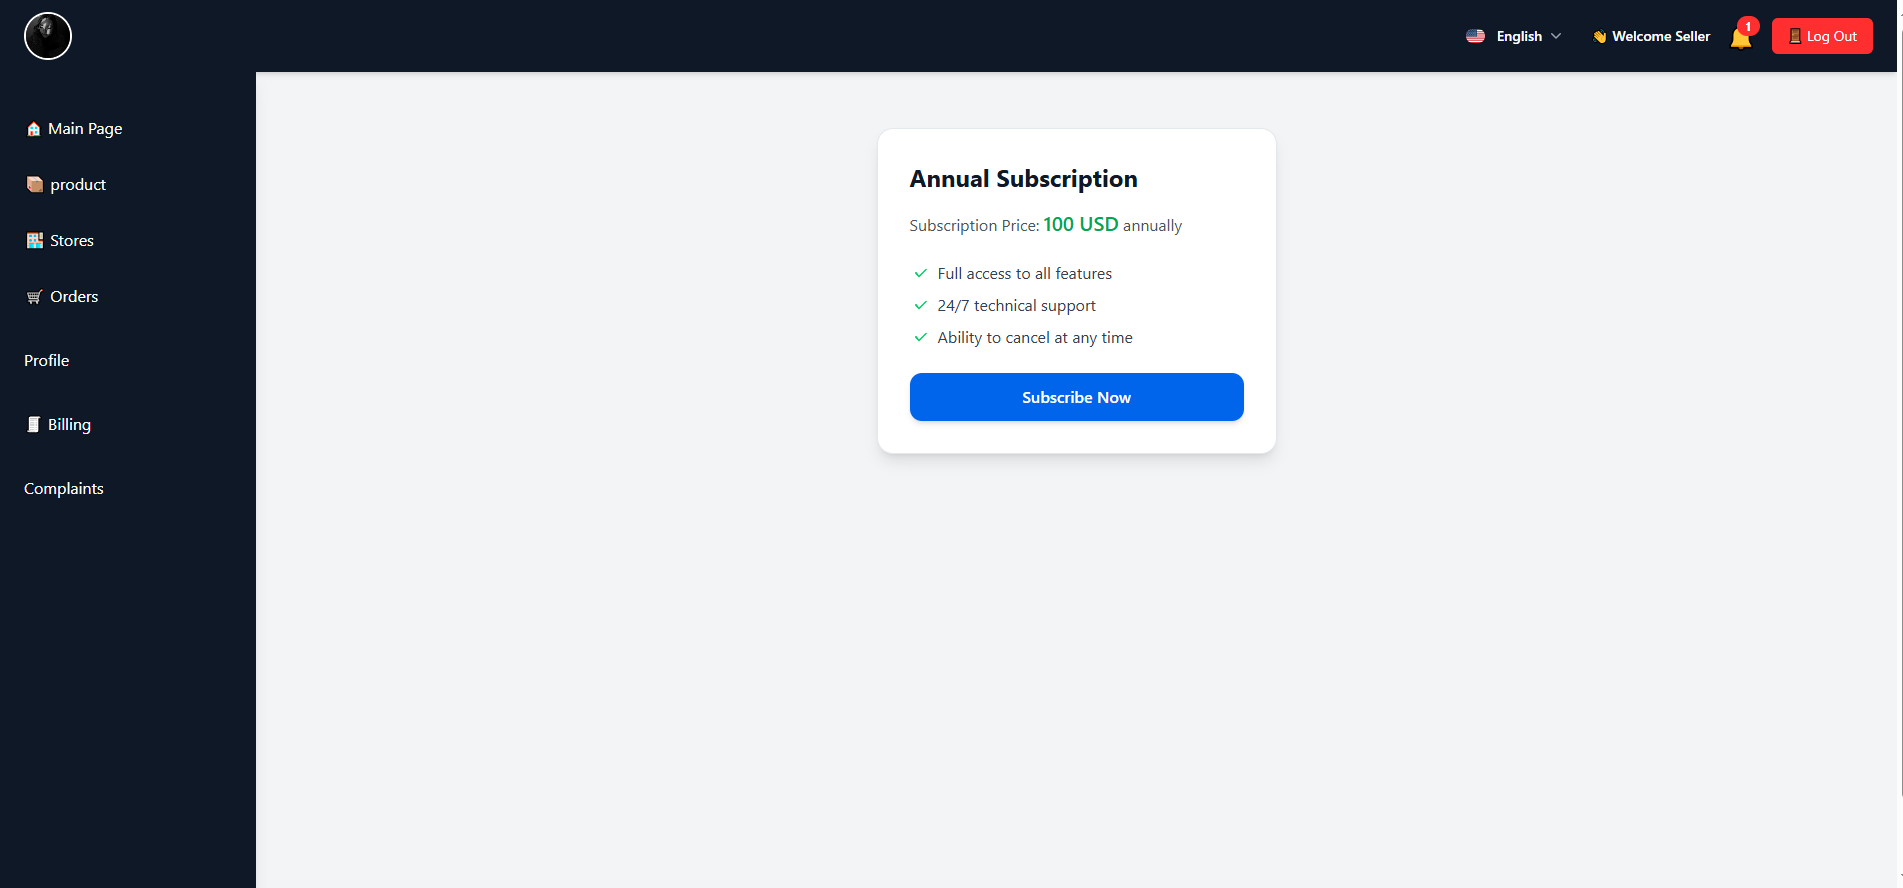 English
👋 Welcome Seller
🔔 1
🚪 Log Out
🏠 Main Page
📦 product
🏪 Stores
🛒 Orders
Profile
🧾 Billing
Complaints
Annual Subscription
Subscription Price: 100 USD annually
✓ Full access to all features
✓ 24/7 technical support
✓ Ability to cancel at any time
Subscribe Now